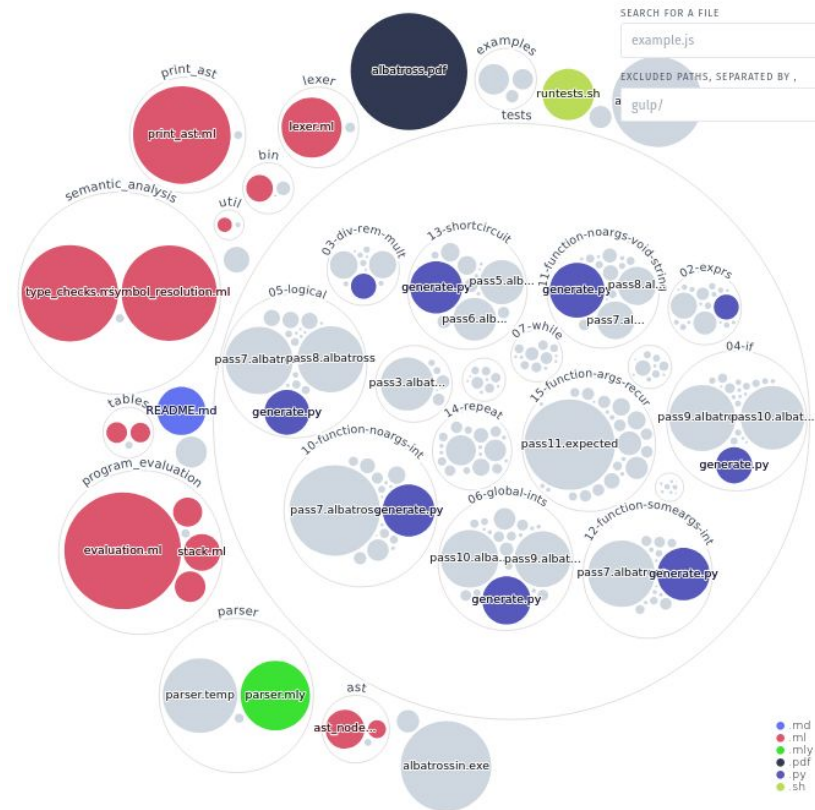 SEARCH FOR A FILE
example.js
EXCLUDED PATHS, SEPARATED BY ,
gulp/
examples
albatross.pdf
print_ast
lexer
runtests.sh
a
tests
lexer.ml
print_ast.ml
bin
semantic_analysis
util
03-div-rem-mult
13-shortcircuit
11-function-noargs-void-string
02-exprs
generate.py
pass5.alb...
generate.py
pass8.al...
type_checks.ml
symbol_resolution.ml
05-logical
pass6.alb...
pass7.al...
07-while
04-if
pass7.albatross
pass8.albatross
pass3.albat...
15-function-args-recur
tables
README.md
generate.py
14-repeat
pass9.albatross
pass10.albat...
10-function-noargs-int
pass11.expected
generate.py
program_evaluation
06-global-ints
pass7.albatross
generate.py
12-function-someargs-int
evaluation.ml
stack.ml
pass10.alba...
pass9.albat...
pass7.albatross
generate.py
generate.py
parser
ast
parser.temp
parser.mly
ast_node...
albatrossin.exe
.md
.ml
.mly
.pdf
.py
.sh